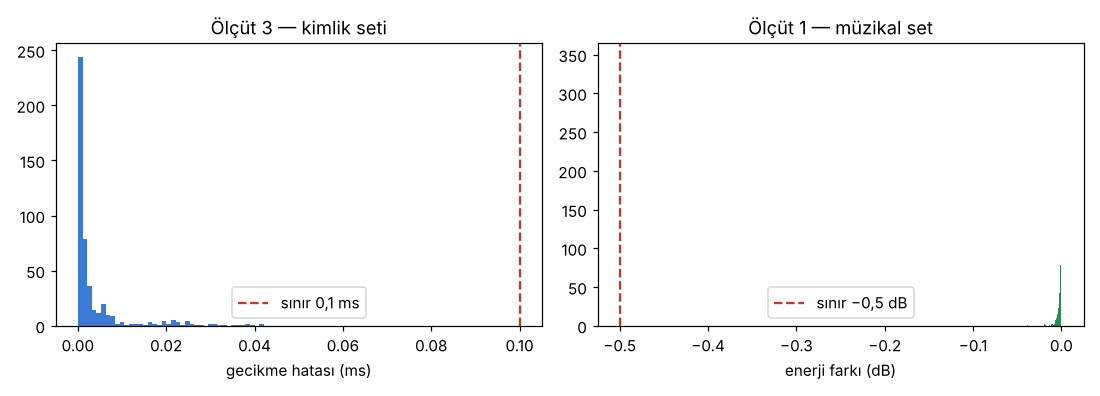 Ölçüt 3 — kimlik seti
250
200
150
100
50
0
sınır 0,1 ms
0.00 0.02 0.04 0.06 0.08 0.10
gecikme hatası (ms)
Ölçüt 1 — müzikal set
350
300
250
200
150
100
50
0
sınır −0,5 dB
−0.5 −0.4 −0.3 −0.2 −0.1 0.0
enerji farkı (dB)